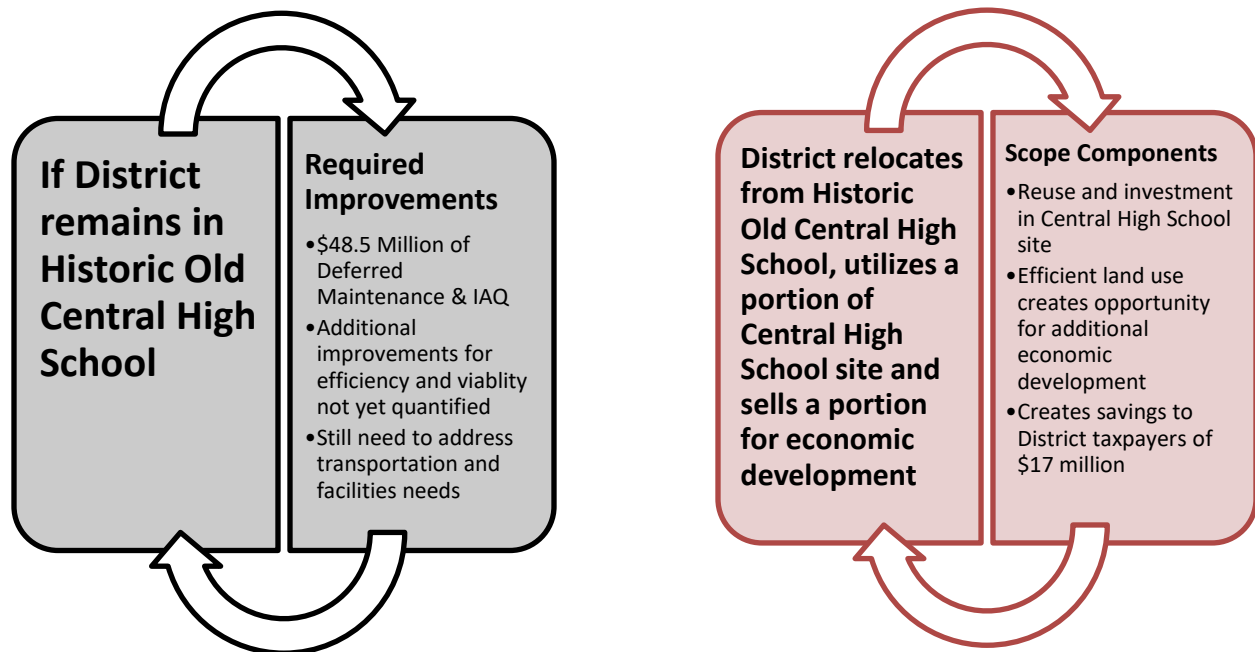 If District
remains in
Historic Old
Central High
School
Required
Improvements
•$48.5 Million of
Deferred
Maintenance & IAQ
•Additional
improvements for
efficiency and viablity
not yet quantified
•Still need to address
transportation and
facilities needs
District relocates
from Historic
Old Central High
School, utilizes a
portion of
Central High
School site and
sells a portion
for economic
development
Scope Components
•Reuse and investment
in Central High School
site
•Efficient land use
creates opportunity
for additional
economic
development
•Creates savings to
District taxpayers of
$17 million